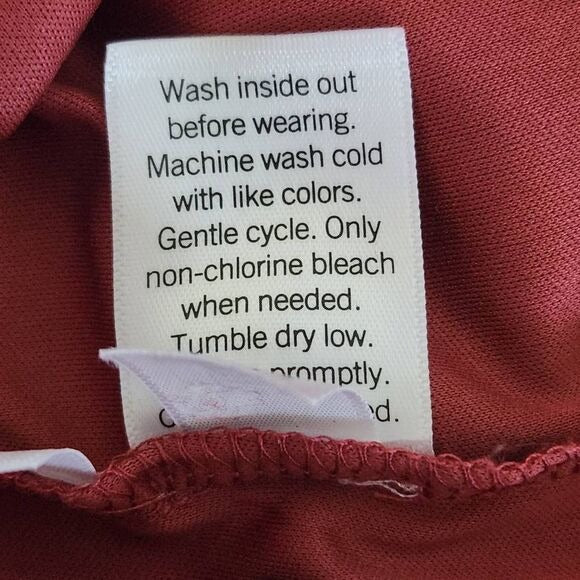 Wash inside out
before wearing.
Machine wash cold
with like colors.
Gentle cycle. Only
non-chlorine bleach
when needed.
Tumble dry low.
promptly.